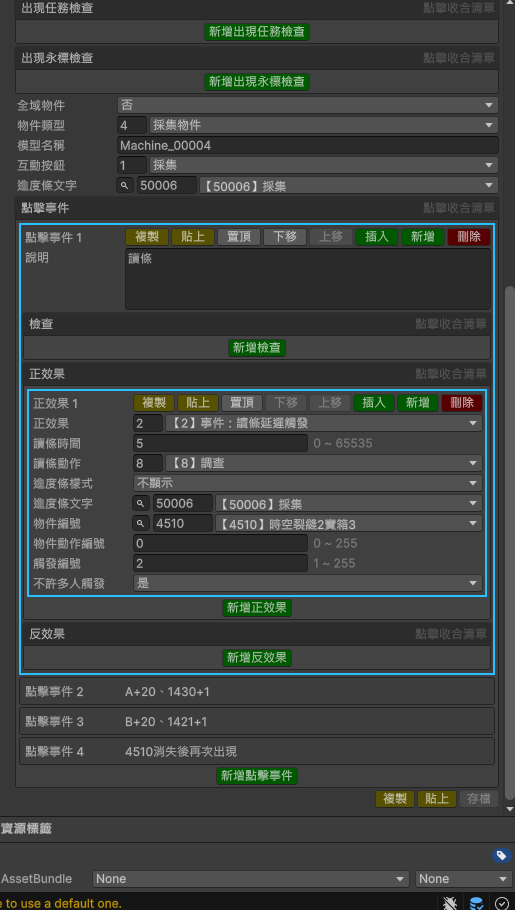 出現任務檢查 點擊收合清單
新增出現任務檢查
出現永標檢查 點擊收合清單
新增出現永標檢查
全域物件 否
物件類型 4 採集物件
模型名稱 Machine_00004
互動按鈕 1 採集
進度條文字 50006 【50006】採集
點擊事件 點擊收合清單
點擊事件 1 複製 貼上 置頂 下移 上移 插入 新增 刪除
說明 讀條
檢查 點擊收合清單
新增檢查
正效果 點擊收合清單
正效果 1 複製 貼上 置頂 下移 上移 插入 新增 刪除
正效果 2 【2】事件：讀條延遲觸發
讀條時間 5 0 ~ 65535
讀條動作 8 【8】調查
進度條樣式 不顯示
進度條文字 50006 【50006】採集
物件編號 4510 【4510】時空裂縫2寶箱3
物件動作編號 0 0 ~ 255
觸發編號 2 1 ~ 255
不許多人觸發 是
新增正效果
反效果 點擊收合清單
新增反效果
點擊事件 2 A+20、1430+1
點擊事件 3 B+20、1421+1
點擊事件 4 4510消失後再次出現
新增點擊事件
複製 貼上 存檔
資源標籤
AssetBundle None None
e to use a default one.